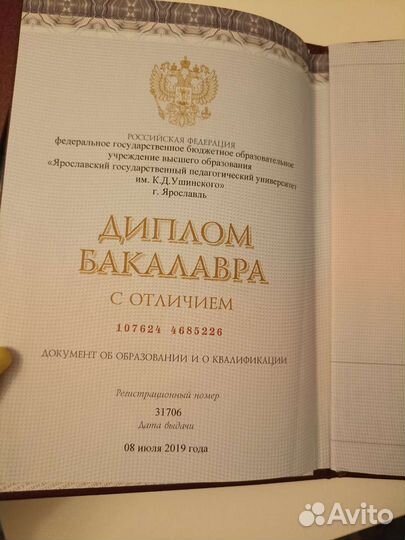 РОССИЙСКАЯ ФЕДЕРАЦИЯ
федеральное государственное бюджетное образовательное
учреждение высшего образования
«Ярославский государственный педагогический университет
им. К.Д.Ушинского»
г. Ярославль
ДИПЛОМ
БАКАЛАВРА
С ОТЛИЧИЕМ
107624 4685226
ДОКУМЕНТ ОБ ОБРАЗОВАНИИ И О КВАЛИФИКАЦИИ
Регистрационный номер
31706
Дата выдачи
08 июля 2019 года
Avito